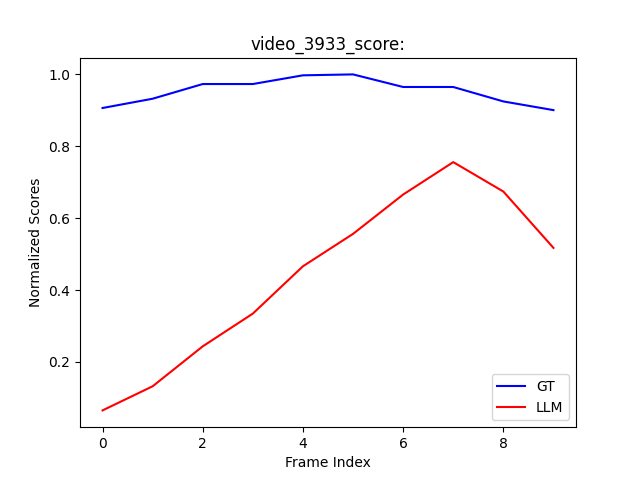 video_3933_score:
Normalized Scores
1.0
0.8
0.6
0.4
0.2
0 2 4 6 8
Frame Index
GT
LLM